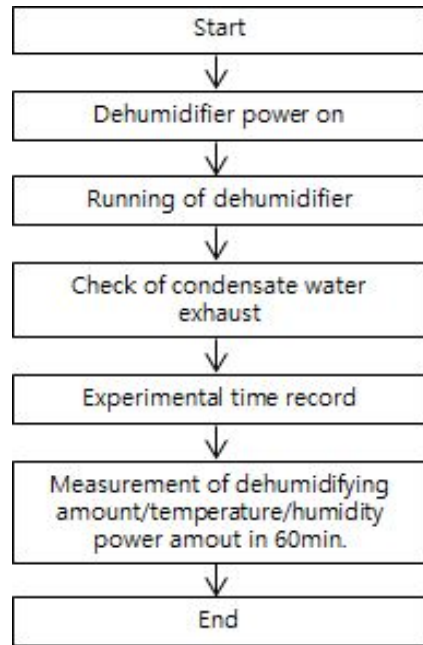 Start
Dehumidifier power on
Running of dehumidifier
Check of condensate water
exhaust
Experimental time record
Measurement of dehumidifying
amount/temperature/humidity
power amout in 60min.
End